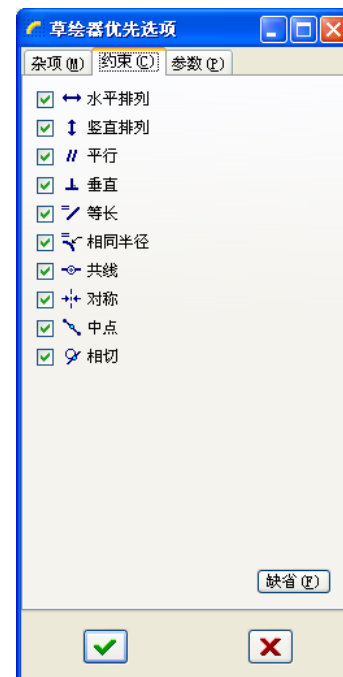 草绘器优先选项
杂项(M) 约束(C) 参数(P)
水平排列
竖直排列
平行
垂直
等长
相同半径
共线
对称
中点
相切
缺省(F)